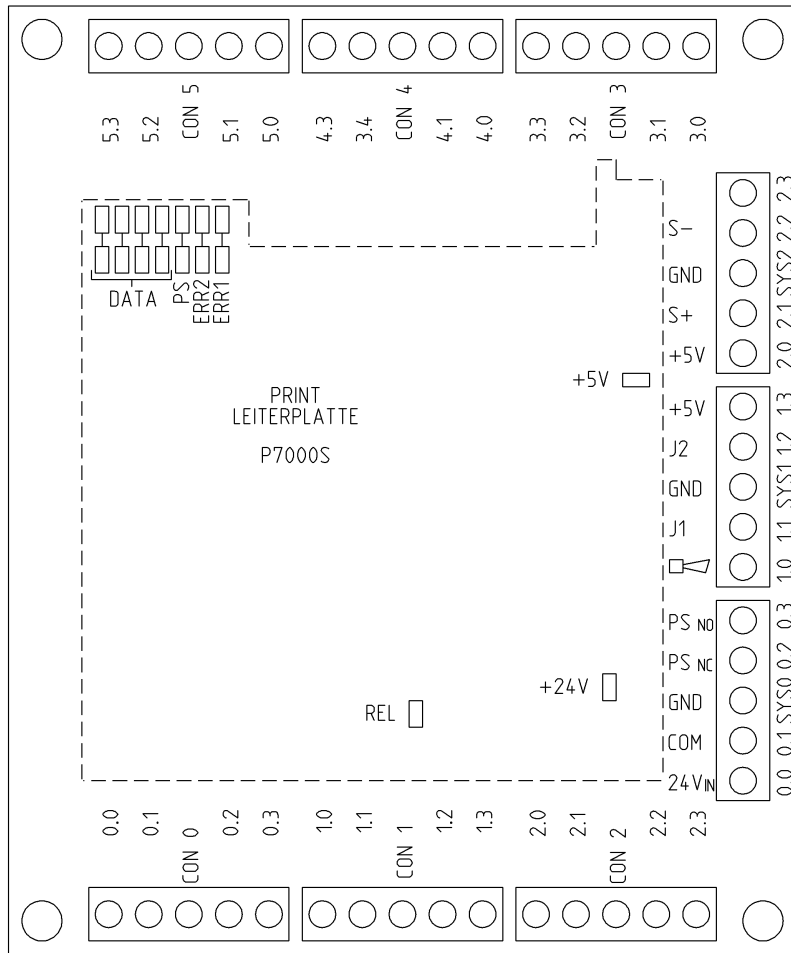 CON 5
CON 4
CON 3
5.3
5.2
5.1
5.0
4.3
3.4
4.1
4.0
3.3
3.2
3.1
3.0
DATA
PS
ERR2
ERR1
PRINT
LEITERPLATTE
P7000S
+5V
+24V
REL
S-
GND
S+
+5V
2.3
2.2
SYS2
2.1
2.0
+5V
J2
GND
J1
1.3
1.2
SYS1
1.1
1.0
PS NO
PS NC
GND
COM
24VIN
0.3
0.2
SYS0
0.1
0.0
0.0
0.1
0.2
0.3
1.0
1.1
1.2
1.3
2.0
2.1
2.2
2.3
CON 0
CON 1
CON 2